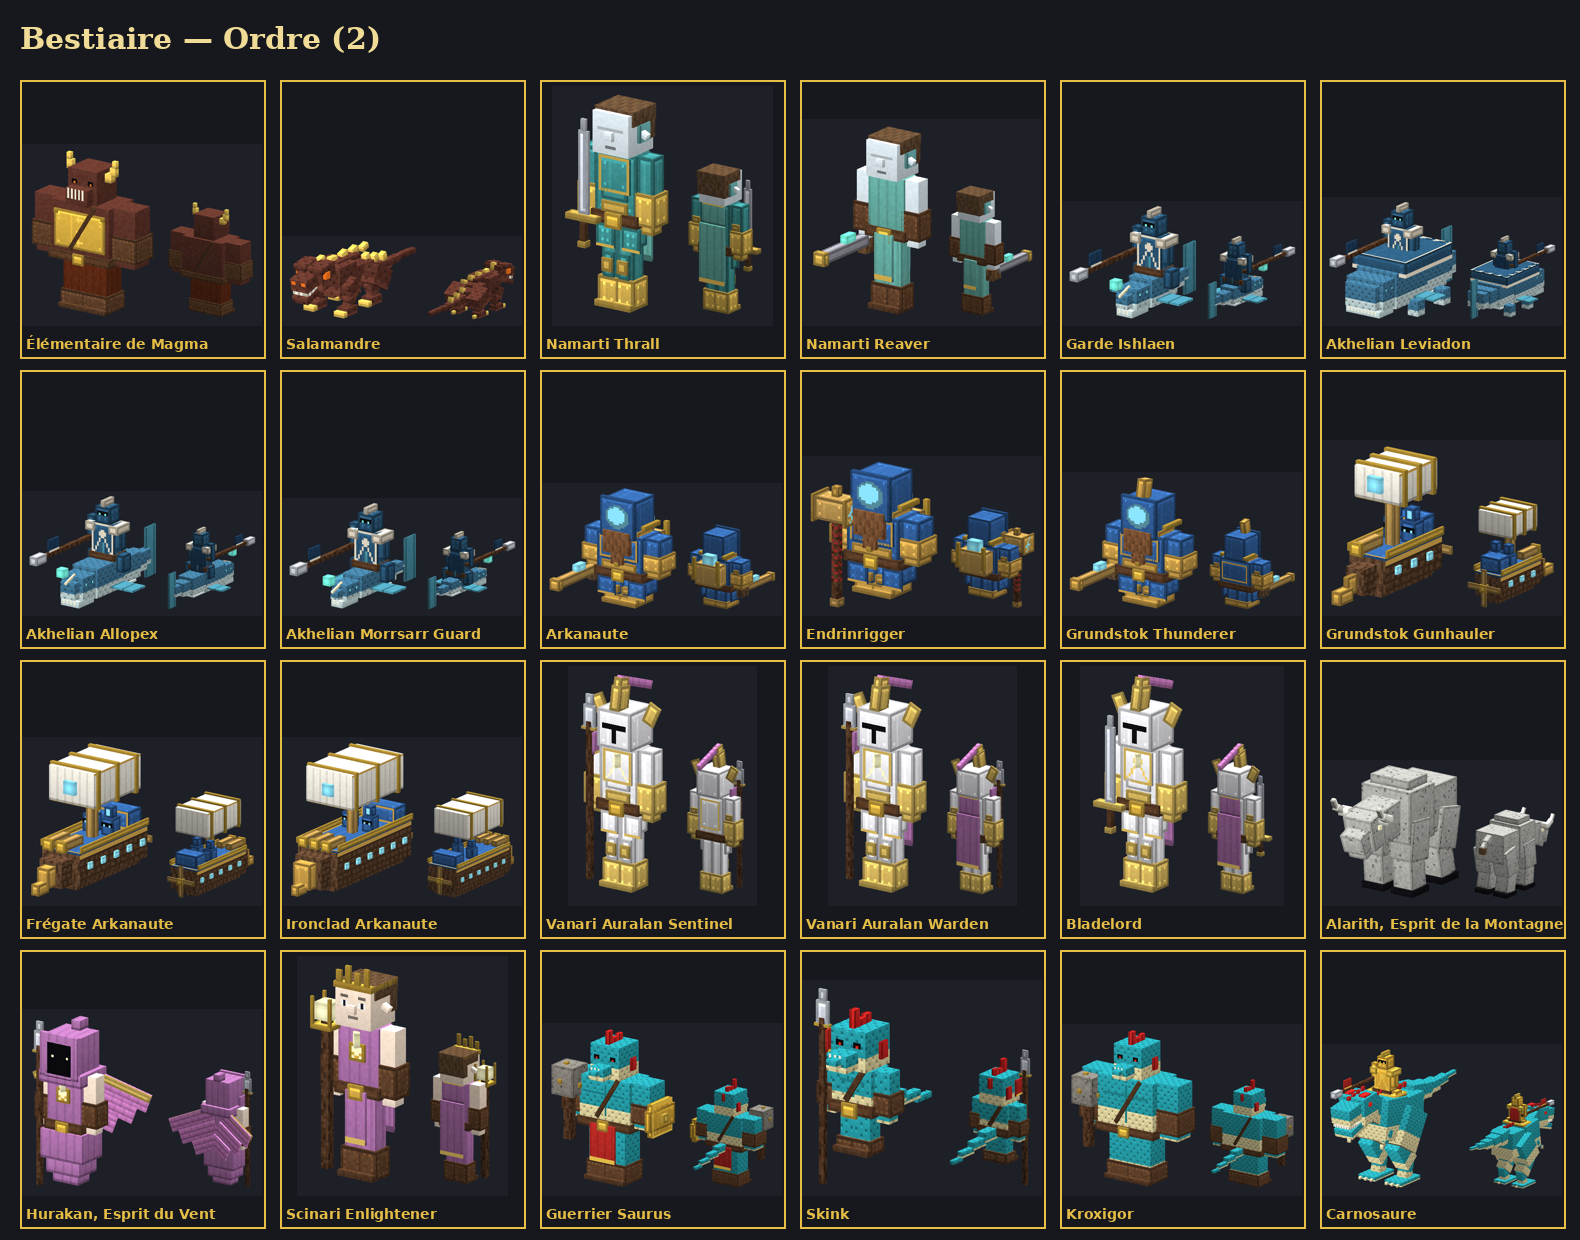 Bestiaire — Ordre (2)
Élémentaire de Magma
Salamandre
Namarti Thrall
Namarti Reaver
Garde Ishlaen
Akhelian Leviadon
Akhelian Allopex
Akhelian Morrsarr Guard
Arkanaute
Endrinrigger
Grundstok Thunderer
Grundstok Gunhauler
Frégate Arkanaute
Ironclad Arkanaute
Vanari Auralan Sentinel
Vanari Auralan Warden
Bladelord
Alarith, Esprit de la Montagne
Hurakan, Esprit du Vent
Scinari Enlightener
Guerrier Saurus
Skink
Kroxigor
Carnosaure